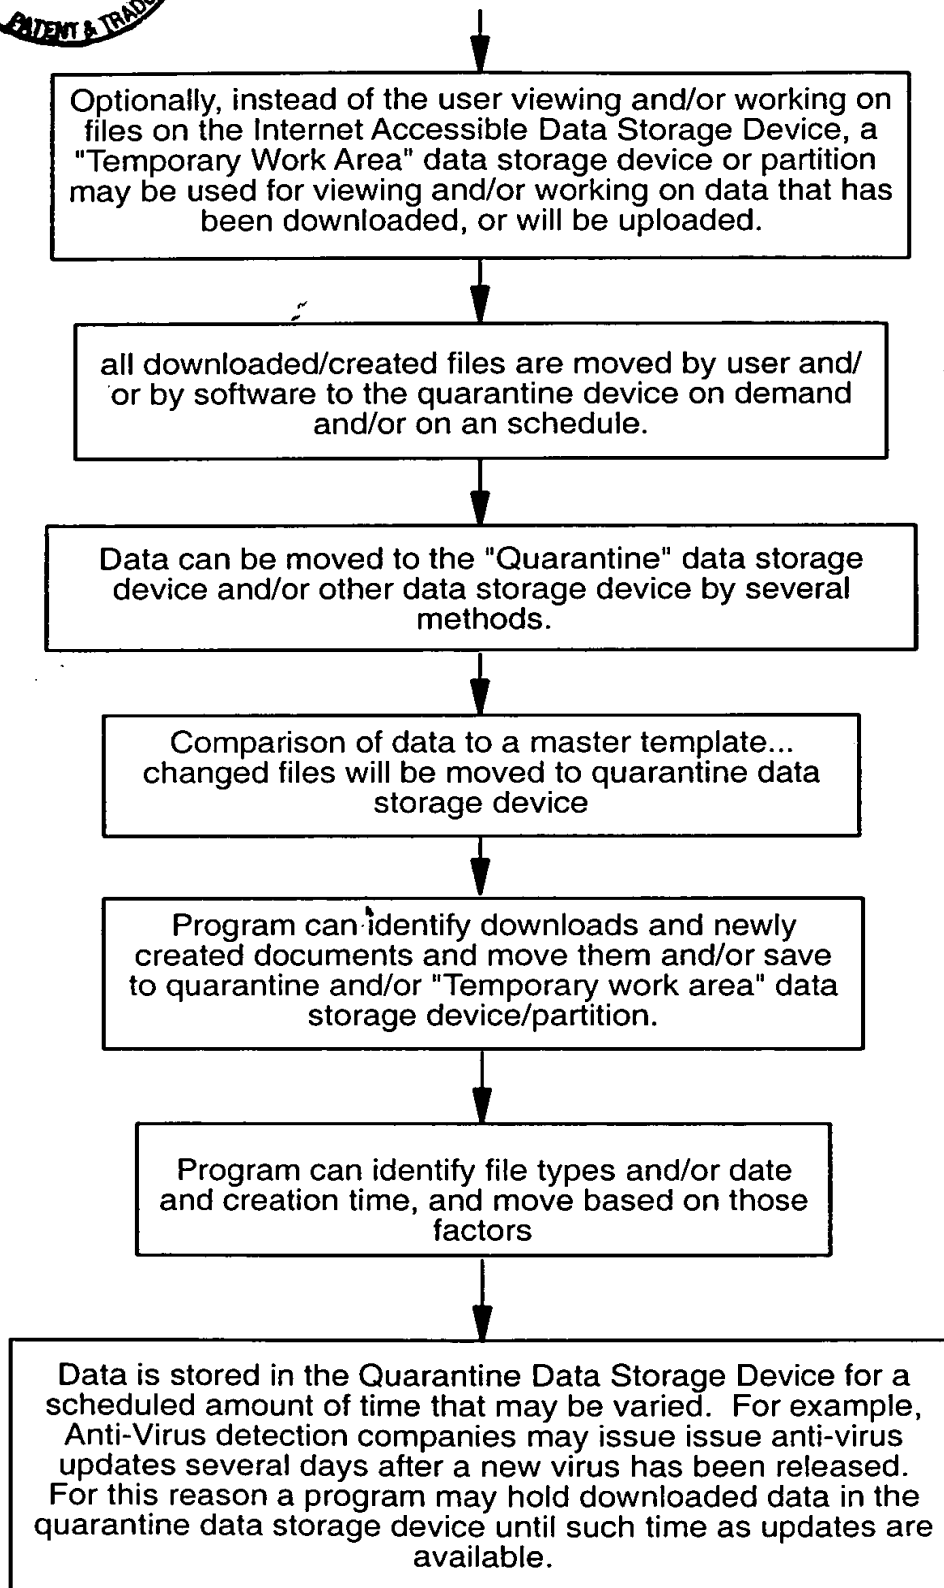 PATENT & TRAD
Optionally, instead of the user viewing and/or working on
files on the Internet Accessible Data Storage Device, a
"Temporary Work Area" data storage device or partition
may be used for viewing and/or working on data that has
been downloaded, or will be uploaded.
all downloaded/created files are moved by user and/
or by software to the quarantine device on demand
and/or on an schedule.
Data can be moved to the "Quarantine" data storage
device and/or other data storage device by several
methods.
Comparison of data to a master template...
changed files will be moved to quarantine data
storage device
Program can identify downloads and newly
created documents and move them and/or save
to quarantine and/or "Temporary work area" data
storage device/partition.
Program can identify file types and/or date
and creation time, and move based on those
factors
Data is stored in the Quarantine Data Storage Device for a
scheduled amount of time that may be varied.  For example,
Anti-Virus detection companies may issue issue anti-virus
updates several days after a new virus has been released.
For this reason a program may hold downloaded data in the
quarantine data storage device until such time as updates are
available.